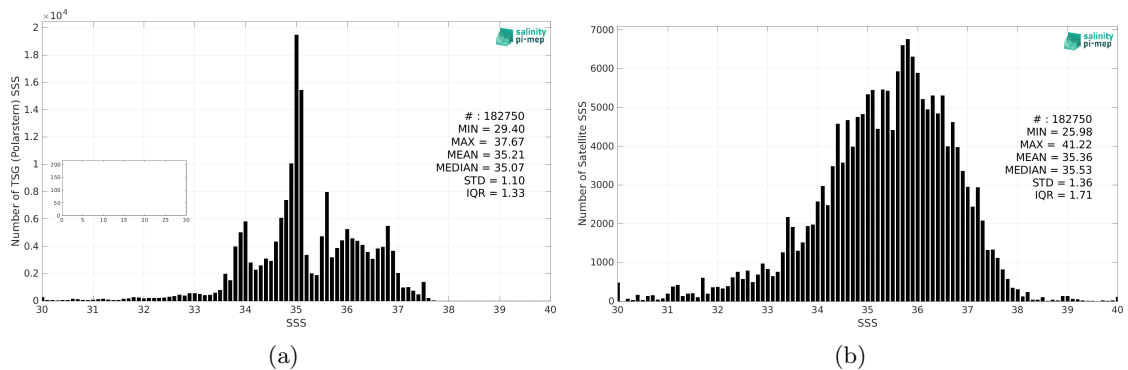 ×10⁴
2
1.8
1.6
1.4
1.2
1
0.8
0.6
0.4
0.2
0
Number of TSG (Polarstern) SSS
salinity
pi-mep
# : 182750
MIN = 29.40
MAX = 37.67
MEAN = 35.21
MEDIAN = 35.07
STD = 1.10
IQR = 1.33
200
150
100
50
0
0 5 10 15 20 25 30
30 31 32 33 34 35 36 37 38 39 40
SSS
(a)
7000
6000
5000
4000
3000
2000
1000
0
Number of Satellite SSS
salinity
pi-mep
# : 182750
MIN = 25.98
MAX = 41.22
MEAN = 35.36
MEDIAN = 35.53
STD = 1.36
IQR = 1.71
30 31 32 33 34 35 36 37 38 39 40
SSS
(b)